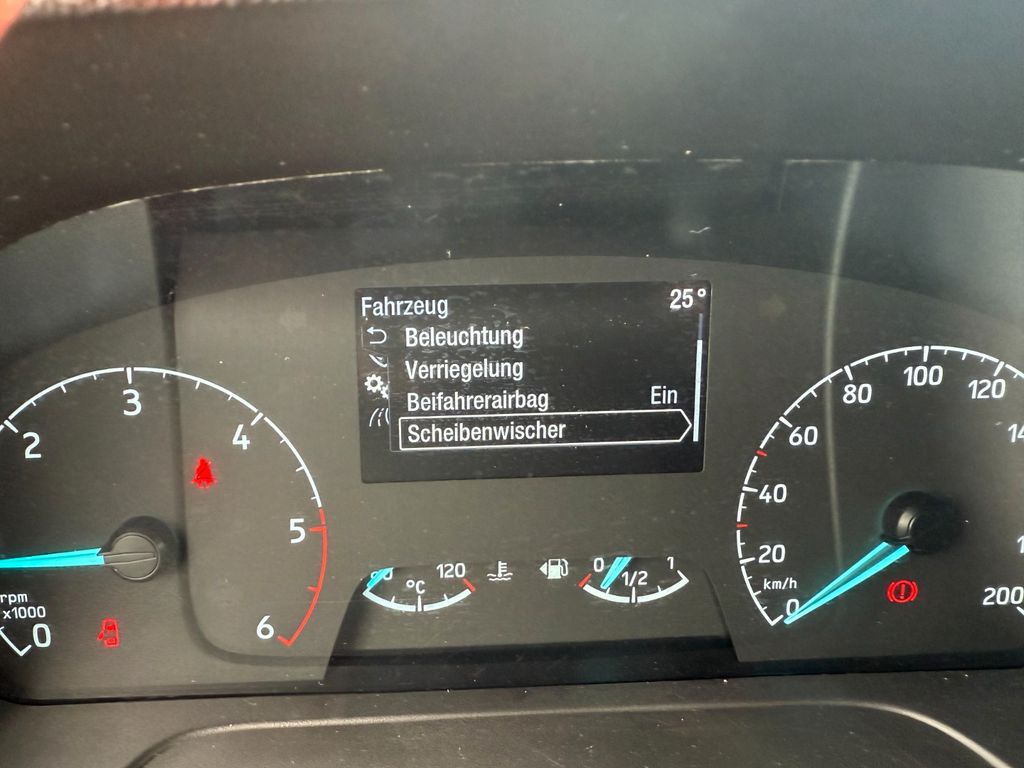 Fahrzeug 25°
Beleuchtung
Verriegelung
Beifahrerairbag Ein
Scheibenwischer
2 3 4 5 6
rpm
x1000
0
120
°C
0 1/2 1
0 20 40 60 80 100 120
km/h
200